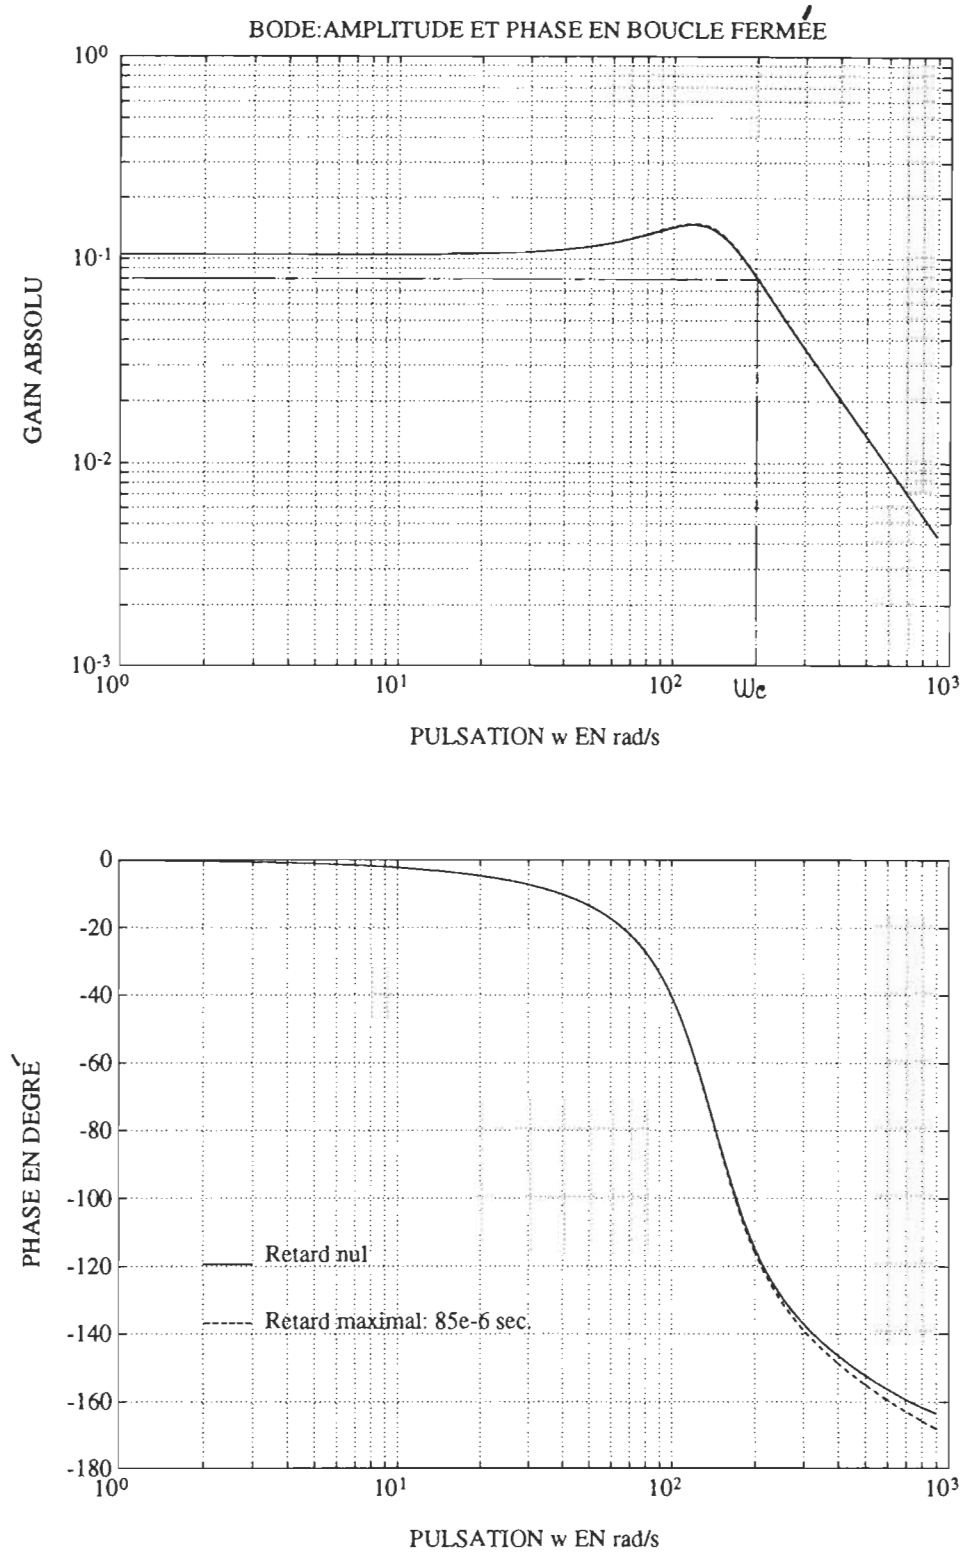 BODE:AMPLITUDE ET PHASE EN BOUCLE FERMÉE
GAIN ABSOLU
10⁰
10⁻¹
10⁻²
10⁻³
10⁰ 10¹ 10² Wc 10³
PULSATION w EN rad/s
PHASE EN DEGRÉ
0
-20
-40
-60
-80
-100
-120
-140
-160
-180
Retard nul
Retard maximal: 85e-6 sec.
10⁰ 10¹ 10² 10³
PULSATION w EN rad/s